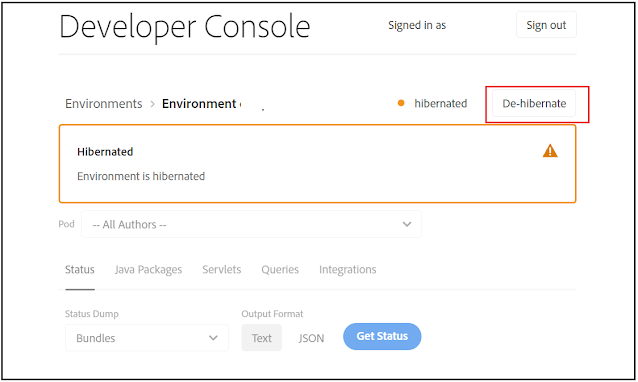 Developer Console
Signed in as
Sign out
Environments > Environment
hibernated
De-hibernate
Hibernated
Environment is hibernated
Pod
-- All Authors --
Status
Java Packages
Servlets
Queries
Integrations
Status Dump
Output Format
Bundles
Text
JSON
Get Status